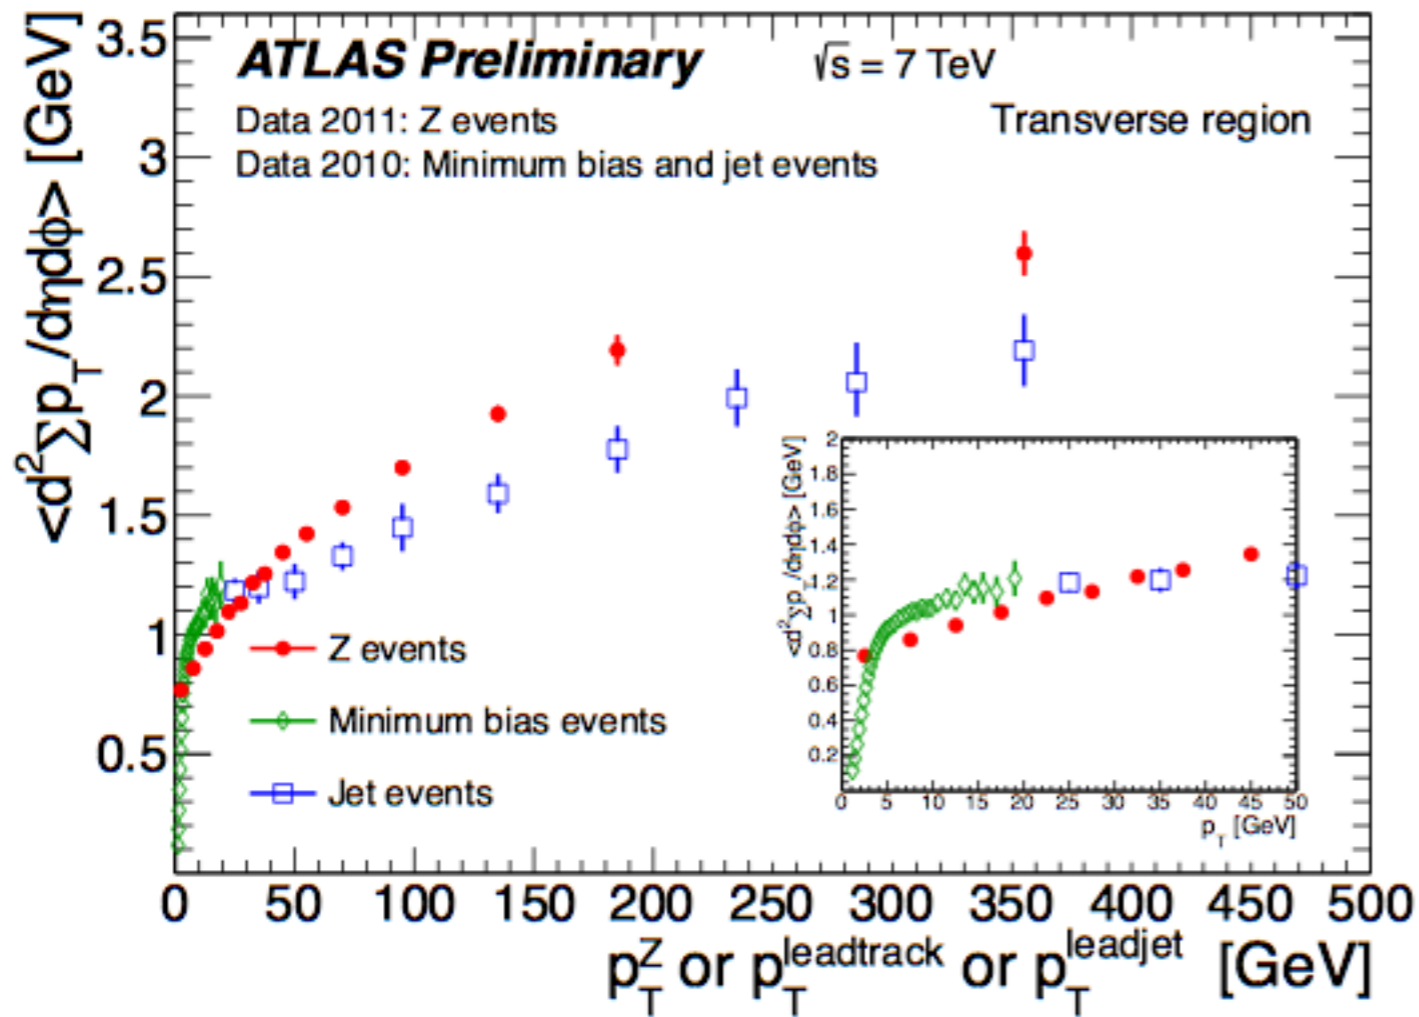 ATLAS Preliminary √s = 7 TeV
Data 2011: Z events Transverse region
Data 2010: Minimum bias and jet events
<d²Σp_T/dηdϕ> [GeV]
3.5
3
2.5
2
1.5
1
0.5
Z events
Minimum bias events
Jet events
0 50 100 150 200 250 300 350 400 450 500
p_T^Z or p_T^leadtrack or p_T^leadjet [GeV]
<d²Σp_T/dηdϕ> [GeV]
2
1.8
1.6
1.4
1.2
1
0.8
0.6
0.4
0.2
0 5 10 15 20 25 30 35 40 45 50
p_T [GeV]